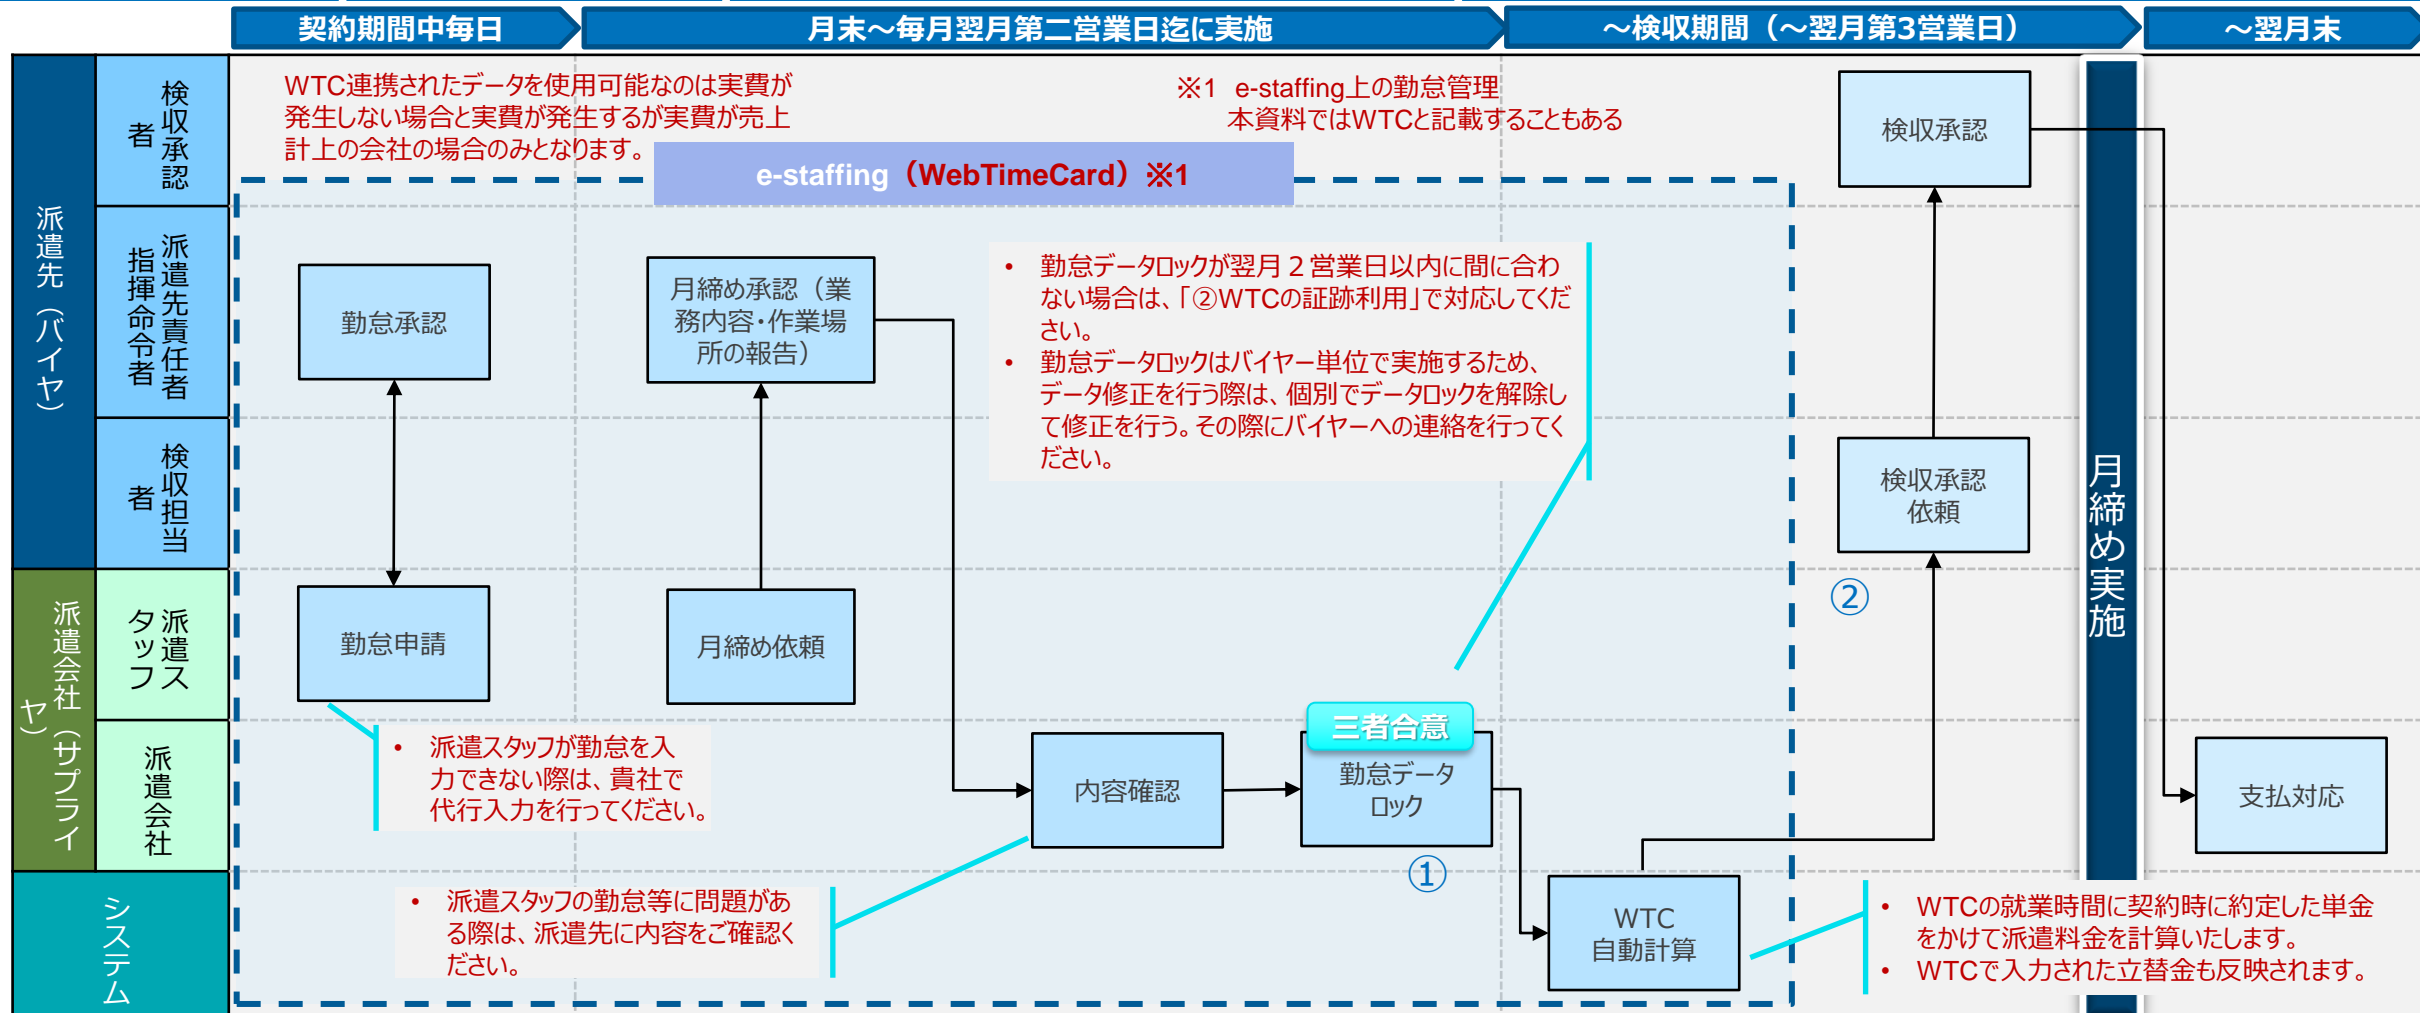 契約期間中毎日
月末～毎月翌月第二営業日迄に実施
～検収期間（～翌月第3営業日）
～翌月末
派遣先（バイヤ）
検収承認
者
派遣先責任者
指揮命令者
検収担当
者
派遣会社（サプライ
ヤ）
派遣ス
タッフ
派遣会社
システム
WTC連携されたデータを使用可能なのは実費が
発生しない場合と実費が発生するが実費が売上
計上の会社の場合のみとなります。
※1 e-staffing上の勤怠管理
本資料ではWTCと記載することもある
e-staffing（WebTimeCard）※1
検収承認
勤怠承認
月締め承認（業
務内容・作業場
所の報告）
• 勤怠データロックが翌月２営業日以内に間に合わ
ない場合は、「②WTCの証跡利用」で対応してくだ
さい。
• 勤怠データロックはバイヤー単位で実施するため、
データ修正を行う際は、個別でデータロックを解除し
て修正を行う。その際にバイヤーへの連絡を行ってく
ださい。
検収承認
依頼
月締め実施
②
勤怠申請
月締め依頼
• 派遣スタッフが勤怠を入
力できない際は、貴社で
代行入力を行ってください。
内容確認
三者合意
勤怠データ
ロック
①
支払対応
• 派遣スタッフの勤怠等に問題があ
る際は、派遣先に内容をご確認く
ださい。
WTC
自動計算
• WTCの就業時間に契約時に約定した単金
をかけて派遣料金を計算いたします。
• WTCで入力された立替金も反映されます。